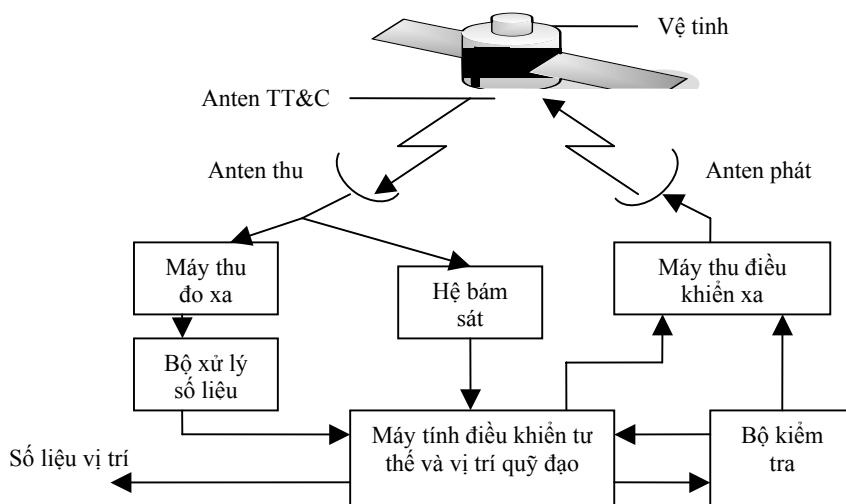 Vệ tinh
Anten TT&C
Anten thu
Anten phát
Máy thu
đo xa
Hệ bám
sát
Máy thu điều
khiển xa
Bộ xử lý
số liêu
Máy tính điều khiển tư
thế và vị trí quỹ đạo
Bộ kiểm
tra
Số liệu vị trí